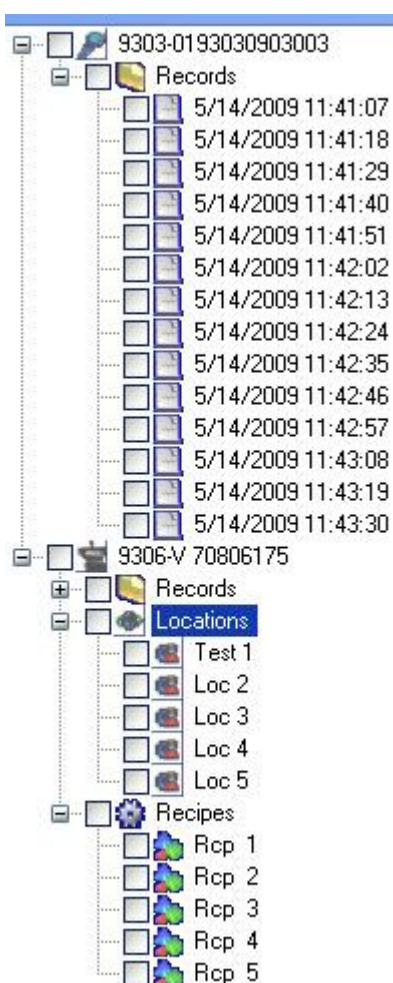 9303-0193030903003
Records
5/14/2009 11:41:07
5/14/2009 11:41:18
5/14/2009 11:41:29
5/14/2009 11:41:40
5/14/2009 11:41:51
5/14/2009 11:42:02
5/14/2009 11:42:13
5/14/2009 11:42:24
5/14/2009 11:42:35
5/14/2009 11:42:46
5/14/2009 11:42:57
5/14/2009 11:43:08
5/14/2009 11:43:19
5/14/2009 11:43:30
9306-V 70806175
Records
Locations
Test 1
Loc 2
Loc 3
Loc 4
Loc 5
Recipes
Rcp 1
Rcp 2
Rcp 3
Rcp 4
Rcp 5